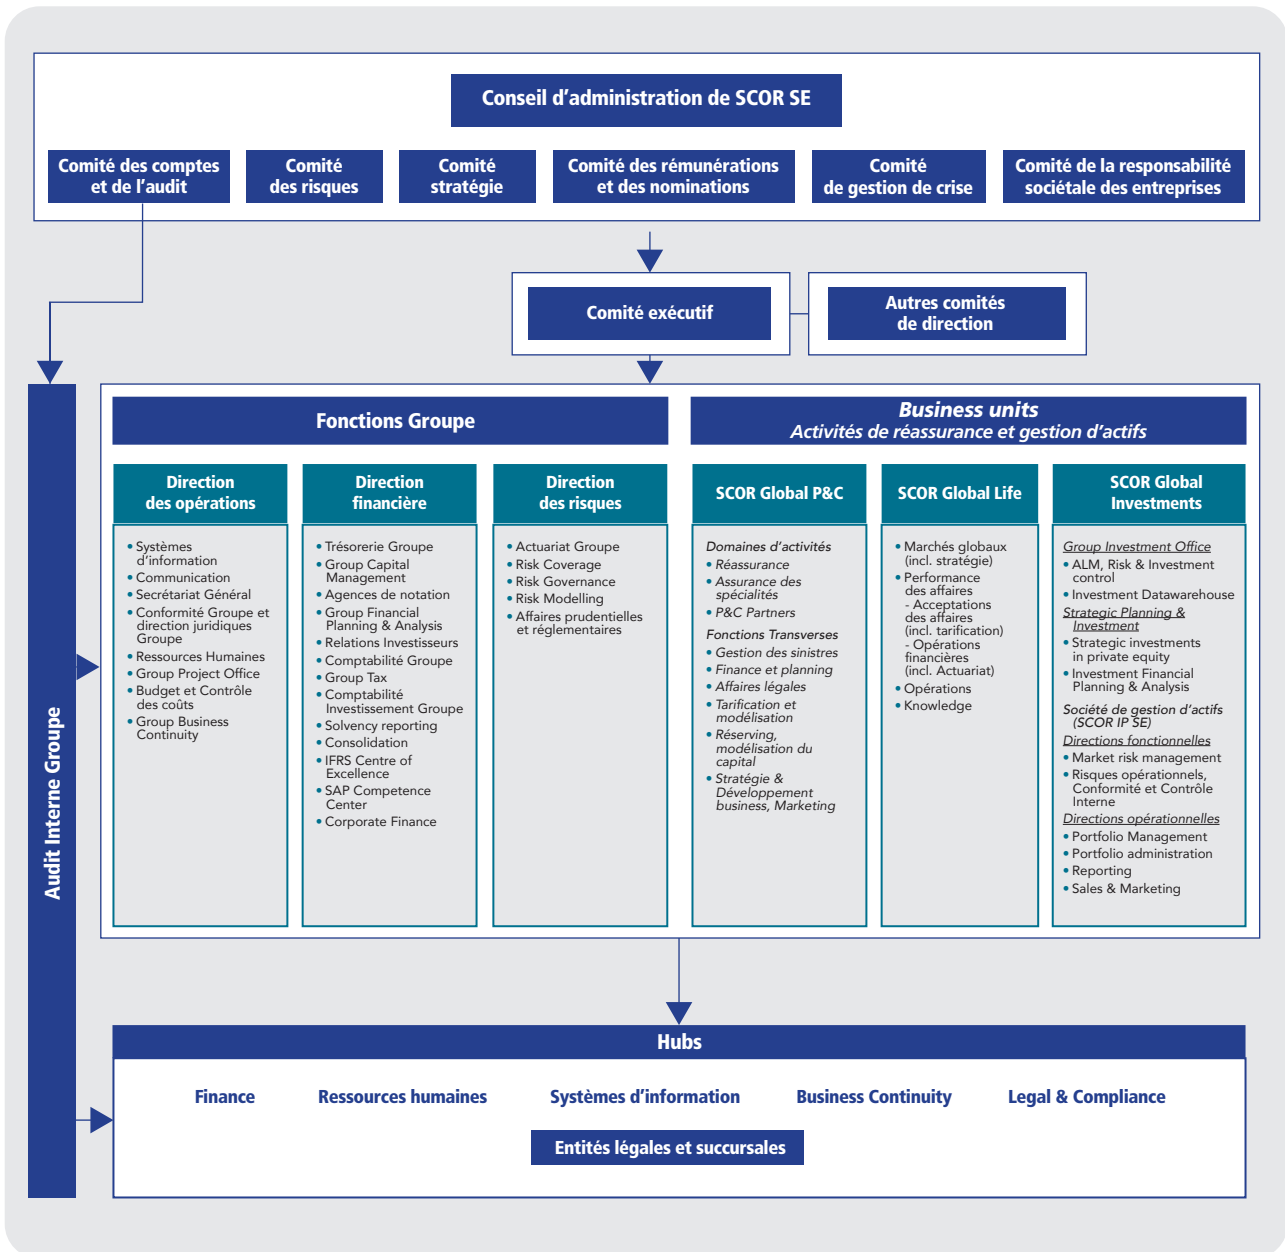 Conseil d'administration de SCOR SE
Comité des comptes
et de l'audit
Comité
des risques
Comité
stratégie
Comité des rémunérations
et des nominations
Comité
de gestion de crise
Comité de la responsabilité
sociétale des entreprises
Comité exécutif
Autres comités
de direction
Audit Interne Groupe
Fonctions Groupe
Business units
Activités de réassurance et gestion d'actifs
Direction
des opérations
• Systèmes
d'information
• Communication
• Secrétariat Général
• Conformité Groupe et
direction juridiques
Groupe
• Ressources Humaines
• Group Project Office
• Budget et Contrôle
des coûts
• Group Business
Continuity
Direction
financière
• Trésorerie Groupe
• Group Capital
Management
• Agences de notation
• Group Financial
Planning & Analysis
• Relations Investisseurs
• Comptabilité Groupe
• Group Tax
• Comptabilité
Investissement Groupe
• Solvency reporting
• Consolidation
• IFRS Centre of
Excellence
• SAP Competence
Center
• Corporate Finance
Direction
des risques
• Actuariat Groupe
• Risk Coverage
• Risk Governance
• Risk Modelling
• Affaires prudentielles
et réglementaires
SCOR Global P&C
Domaines d'activités
• Réassurance
• Assurance des
spécialités
• P&C Partners
Fonctions Transverses
• Gestion des sinistres
• Finance et planning
• Affaires légales
• Tarification et
modélisation
• Réserving,
modélisation du
capital
• Stratégie &
Développement
business, Marketing
SCOR Global Life
• Marchés globaux
(incl. stratégie)
• Performance
des affaires
- Acceptations
des affaires
(incl. tarification)
- Opérations
financières
(incl. Actuariat)
• Opérations
• Knowledge
SCOR Global
Investments
Group Investment Office
• ALM, Risk & Investment
control
• Investment Datawarehouse
Strategic Planning &
Investment
• Strategic investments
in private equity
• Investment Financial
Planning & Analysis
Société de gestion d'actifs
(SCOR IP SE)
Directions fonctionnelles
• Market risk management
• Risques opérationnels,
Conformité et Contrôle
Interne
Directions opérationnelles
• Portfolio Management
• Portfolio administration
• Reporting
• Sales & Marketing
Hubs
Finance
Ressources humaines
Systèmes d'information
Business Continuity
Legal & Compliance
Entités légales et succursales